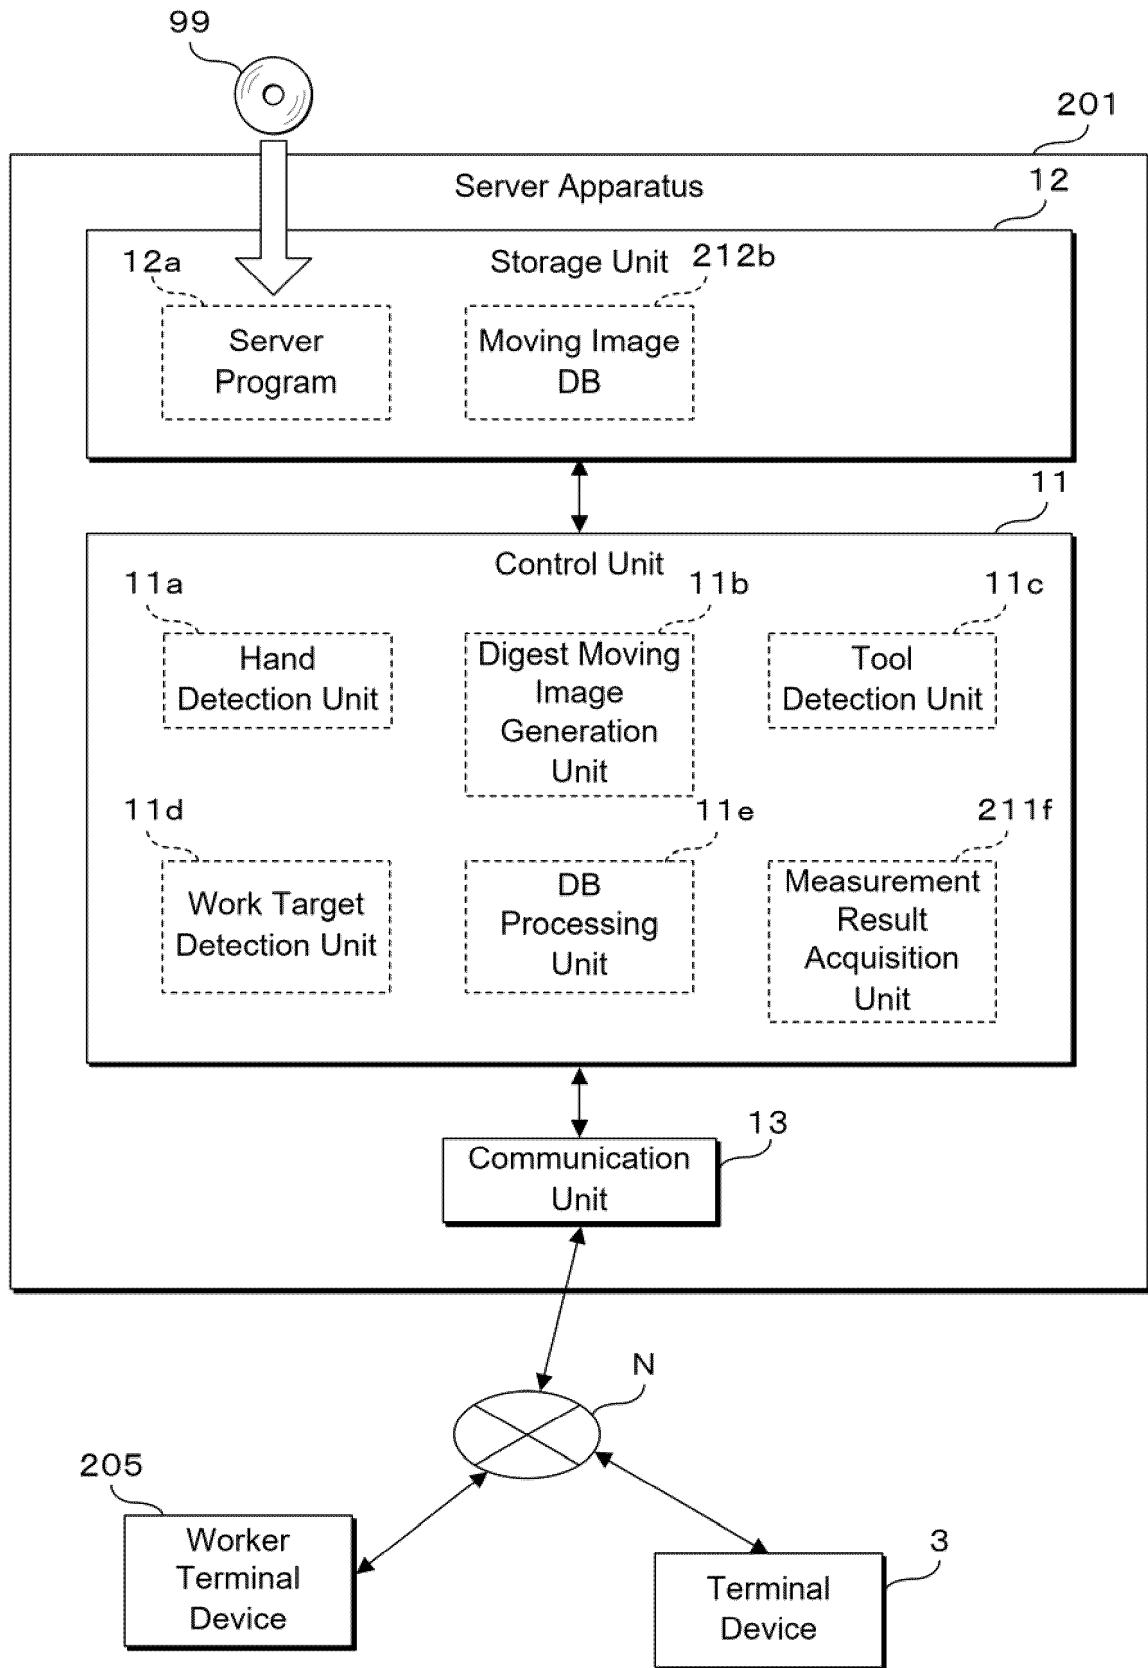 99
201
Server Apparatus
12
Storage Unit
12a
212b
Server
Program
Moving Image
DB
11
Control Unit
11a
11b
11c
Hand
Detection Unit
Digest Moving
Image
Generation
Unit
Tool
Detection Unit
11d
11e
211f
Work Target
Detection Unit
DB
Processing
Unit
Measurement
Result
Acquisition
Unit
13
Communication
Unit
N
205
Worker
Terminal
Device
3
Terminal
Device